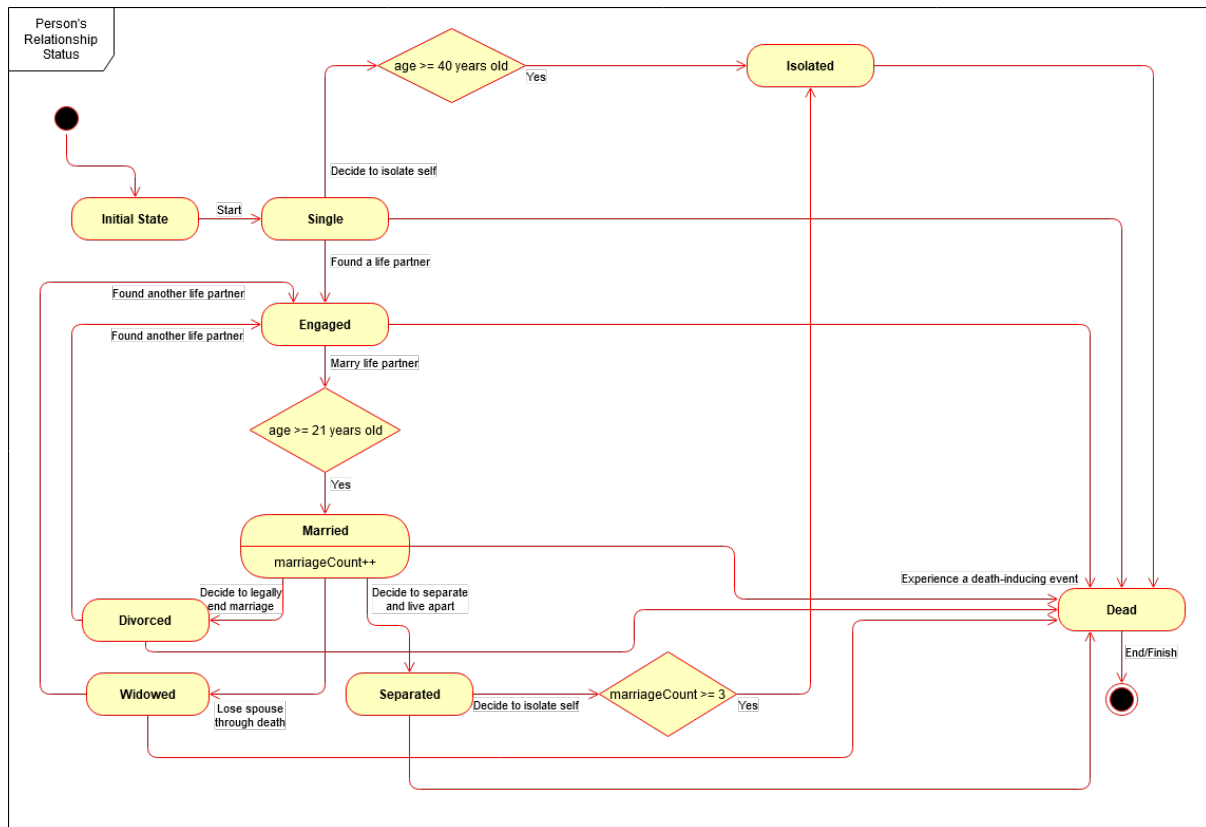 Person's
Relationship
Status
age >= 40 years old
Yes
Isolated
Decide to isolate self
Initial State
Start
Single
Found a life partner
Found another life partner
Engaged
Found another life partner
Marry life partner
age >= 21 years old
Yes
Married
marriageCount++
Decide to legally
end marriage
Decide to separate
and live apart
Experience a death-inducing event
Divorced
Dead
End/Finish
Widowed
Lose spouse
through death
Separated
Decide to isolate self
marriageCount >= 3
Yes